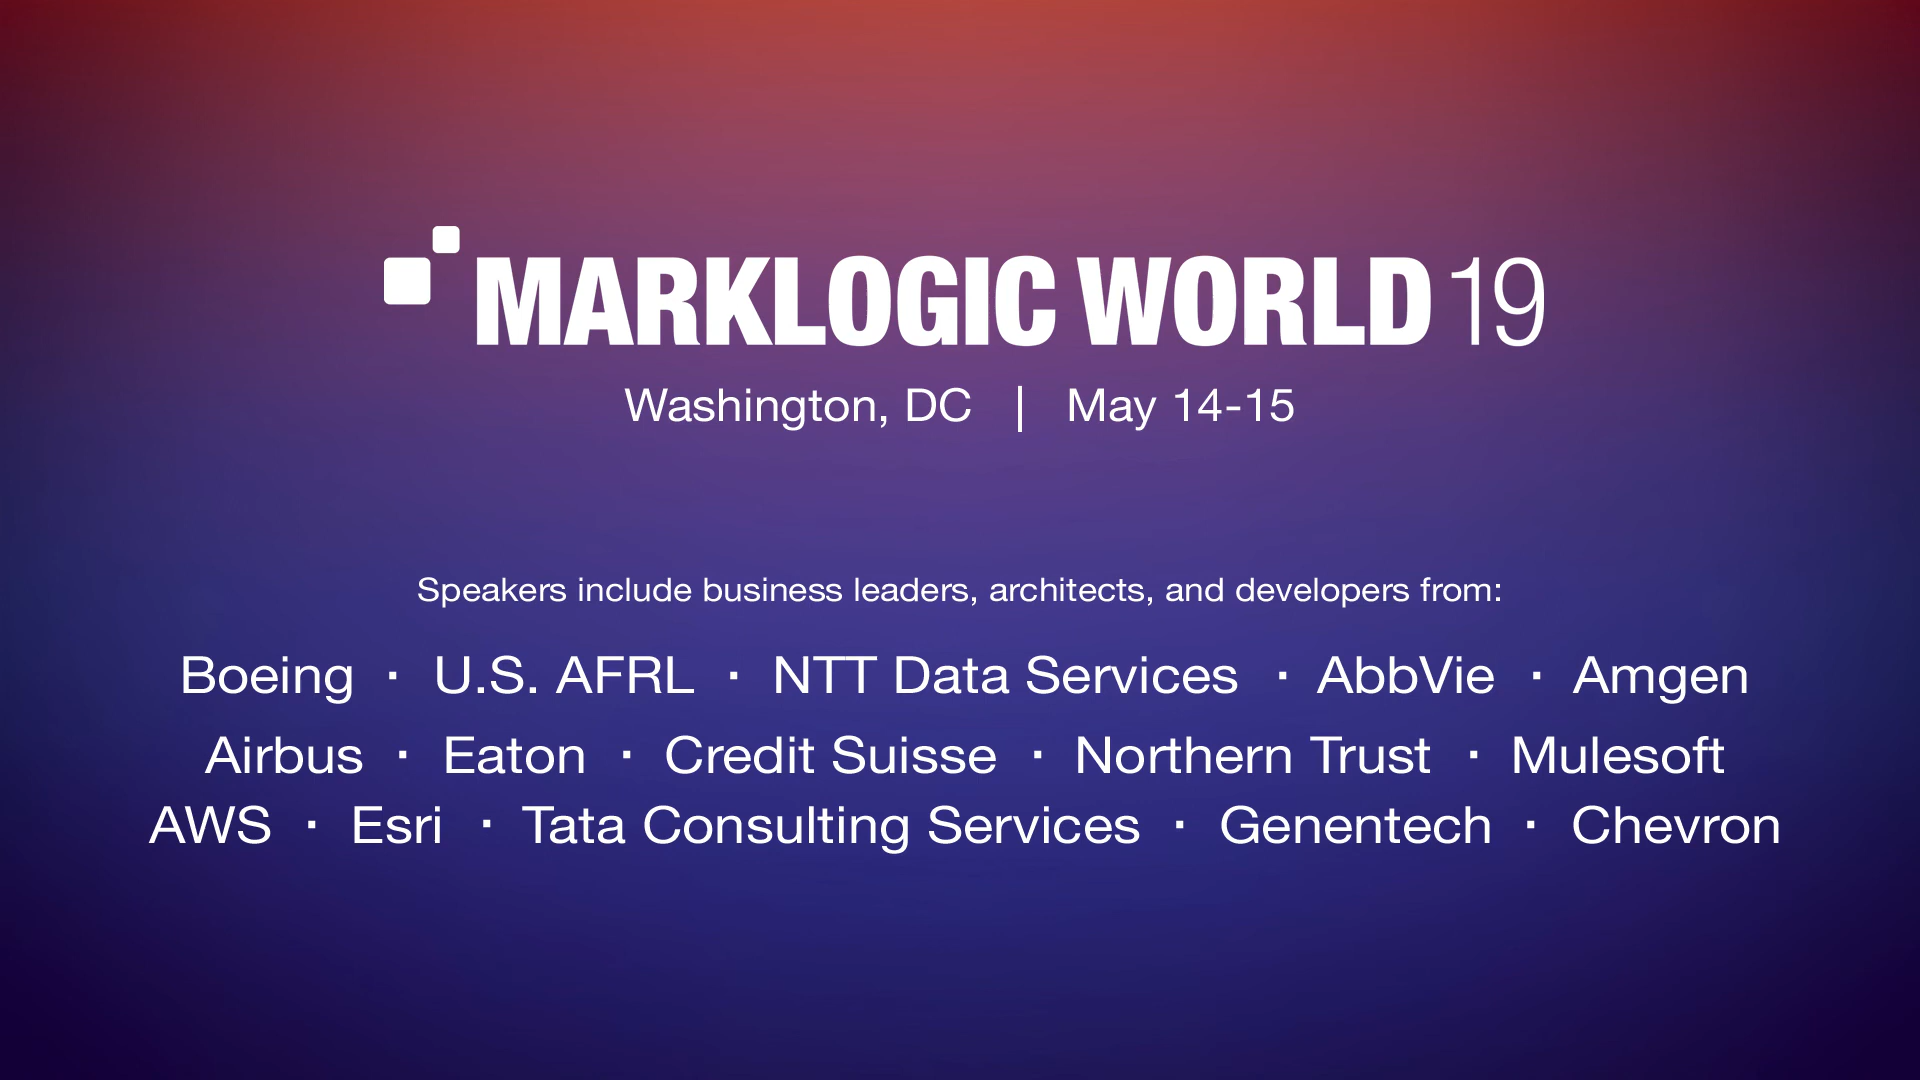 MARKLOGIC WORLD 19
Washington, DC | May 14-15
Speakers include business leaders, architects, and developers from:
Boeing · U.S. AFRL · NTT Data Services · AbbVie · Amgen
Airbus · Eaton · Credit Suisse · Northern Trust · Mulesoft
AWS · Esri · Tata Consulting Services · Genentech · Chevron